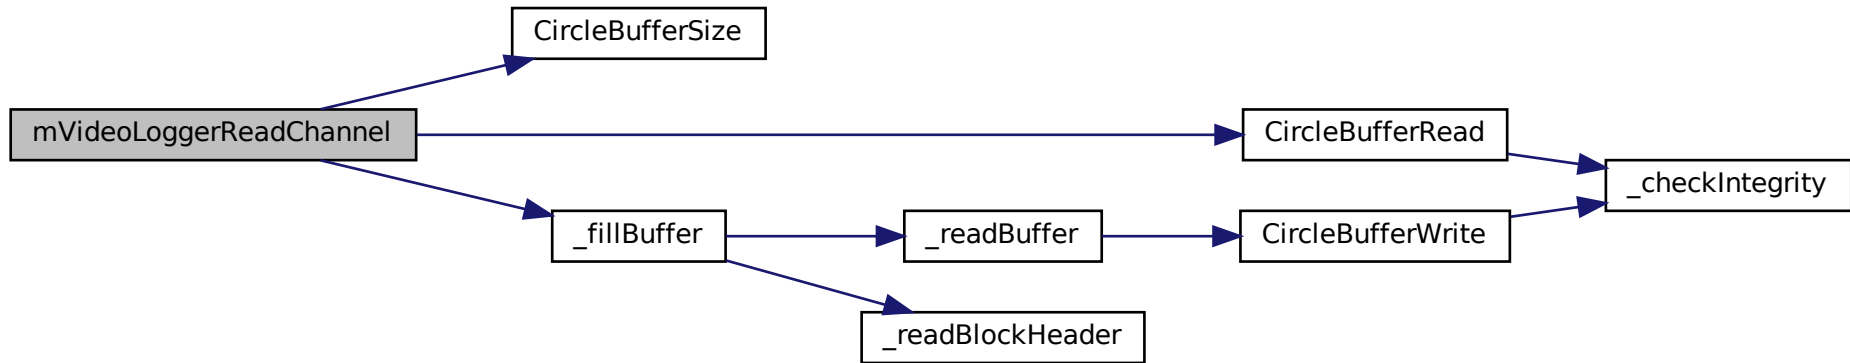 CircleBufferSize
mVideoLoggerReadChannel
CircleBufferRead
_checkIntegrity
_fillBuffer
_readBuffer
CircleBufferWrite
_readBlockHeader